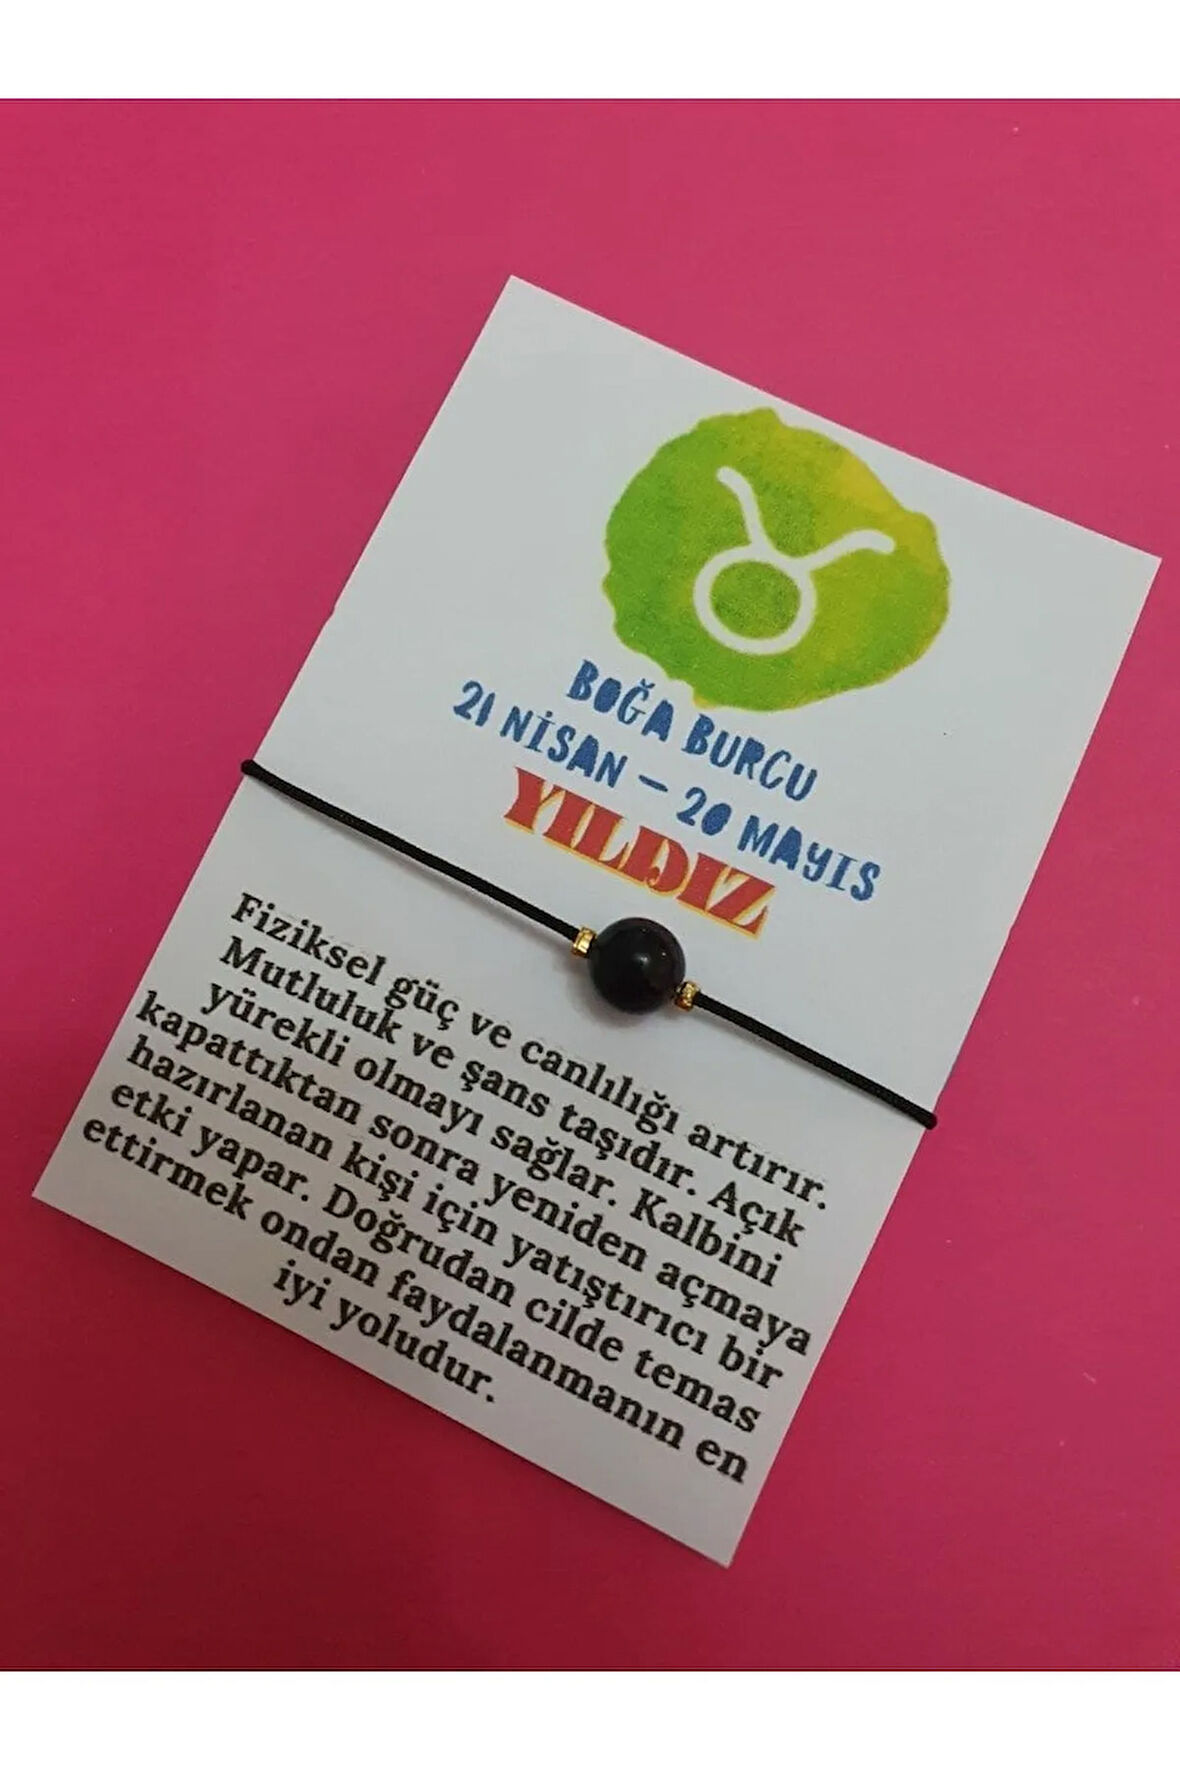 BOĞA BURCU
21 NİSAN – 20 MAYIS
YILDIZ
Fiziksel güç ve canlılığı artırır.
Mutluluk ve şans taşıdır. Açık
yürekli olmayı sağlar. Kalbini
kapattıktan sonra yeniden açmaya
hazırlanan kişi için yatıştırıcı bir
etki yapar. Doğrudan cilde temas
ettirmek ondan faydalanmanın en
iyi yoludur.